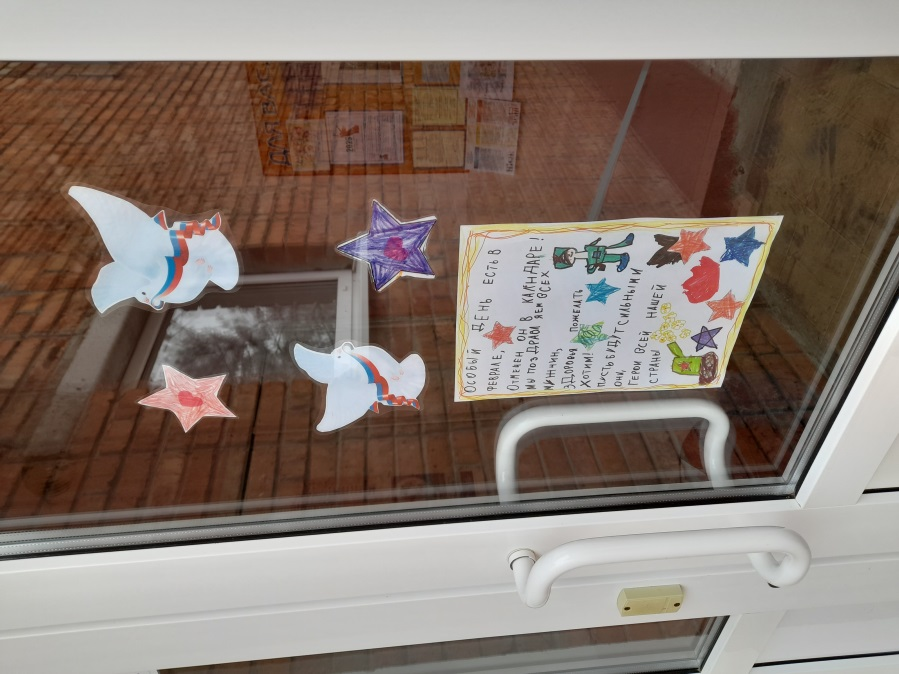 ОСОБЫЙ ДЕНЬ ЕСТЬ В
ФЕВРАЛЕ,
ОТМЕЧЕН ОН В КАЛНДАРЕ!
МЫ ПОЗДРАВЛЯЕМ ВСЕХ
МУЖЧИН,
ЗДОРОВЬЯ ПОЖЕЛАТЬ
ХОТИМ!
ПУСТЬ БУДУТ СИЛЬНЫМИ
ОНИ,
ГЕРОИ ВСЕЙ НАШЕЙ
СТРАНЫ